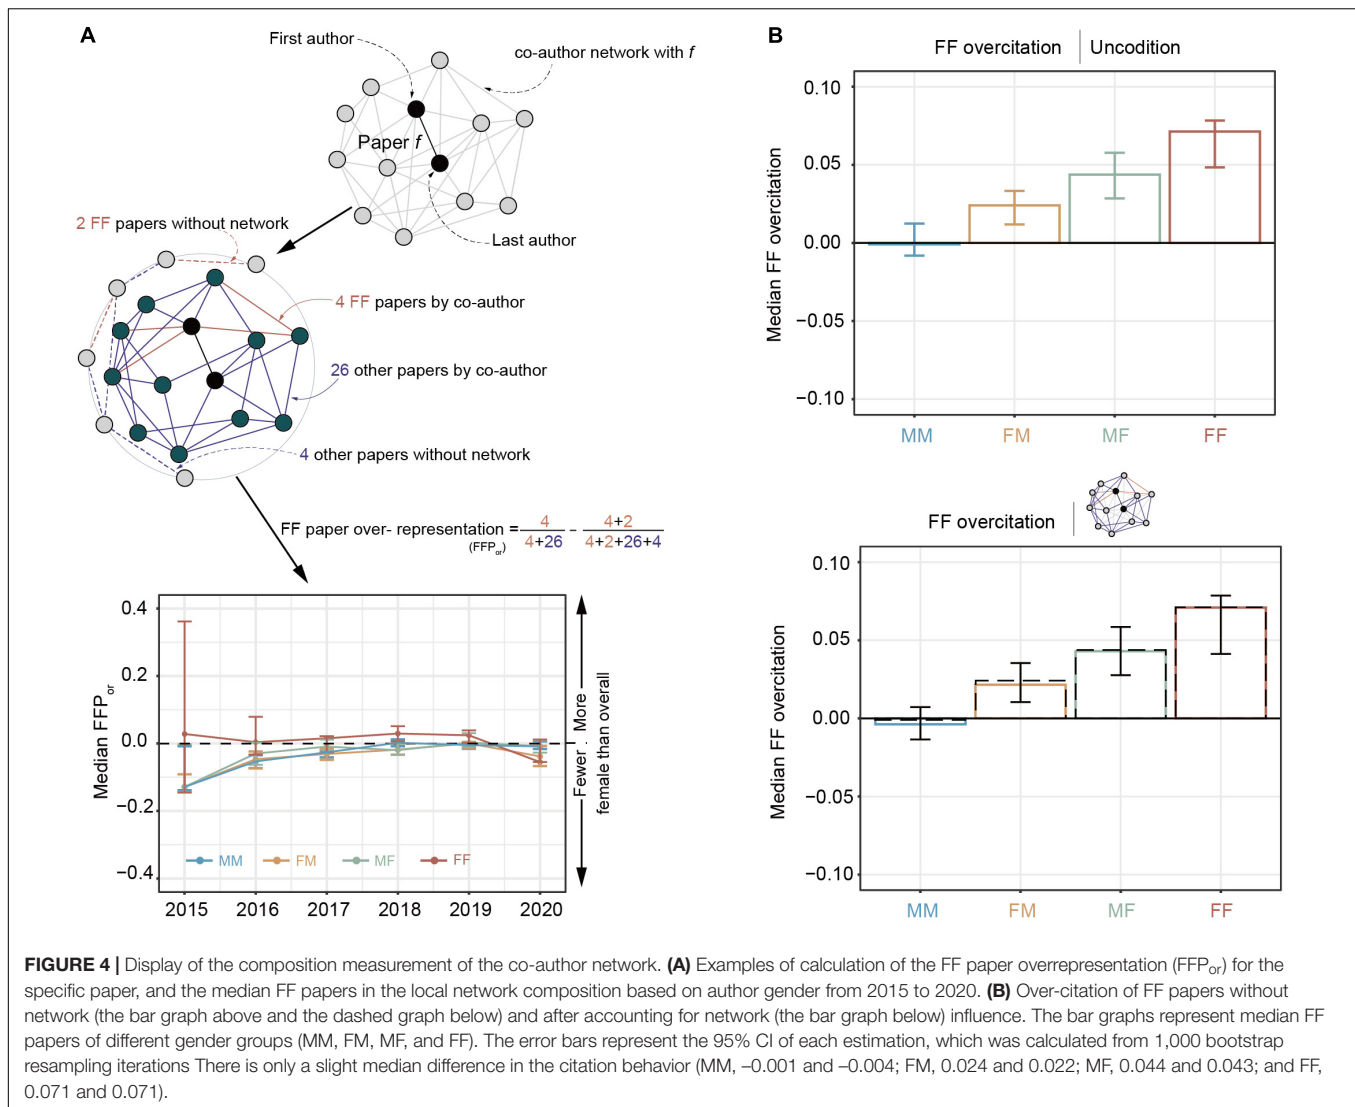 A
First author
co-author network with f
Paper f
Last author
2 FF papers without network
4 FF papers by co-author
26 other papers by co-author
4 other papers without network
FF paper over- representation = 4 / 4+26 - 4+2 / 4+2+26+4
(FFPor)
Median FFPor
0.4
0.2
0.0
−0.2
−0.4
MM FM MF FF
2015 2016 2017 2018 2019 2020
Fewer More
female than overall
B
FF overcitation | Uncodition
Median FF overcitation
0.10
0.05
0.00
−0.05
−0.10
MM FM MF FF
FF overcitation
Median FF overcitation
0.10
0.05
0.00
−0.05
−0.10
MM FM MF FF
FIGURE 4 | Display of the composition measurement of the co-author network. (A) Examples of calculation of the FF paper overrepresentation (FFPor) for the
specific paper, and the median FF papers in the local network composition based on author gender from 2015 to 2020. (B) Over-citation of FF papers without
network (the bar graph above and the dashed graph below) and after accounting for network (the bar graph below) influence. The bar graphs represent median FF
papers of different gender groups (MM, FM, MF, and FF). The error bars represent the 95% CI of each estimation, which was calculated from 1,000 bootstrap
resampling iterations There is only a slight median difference in the citation behavior (MM, −0.001 and −0.004; FM, 0.024 and 0.022; MF, 0.044 and 0.043; and FF,
0.071 and 0.071).